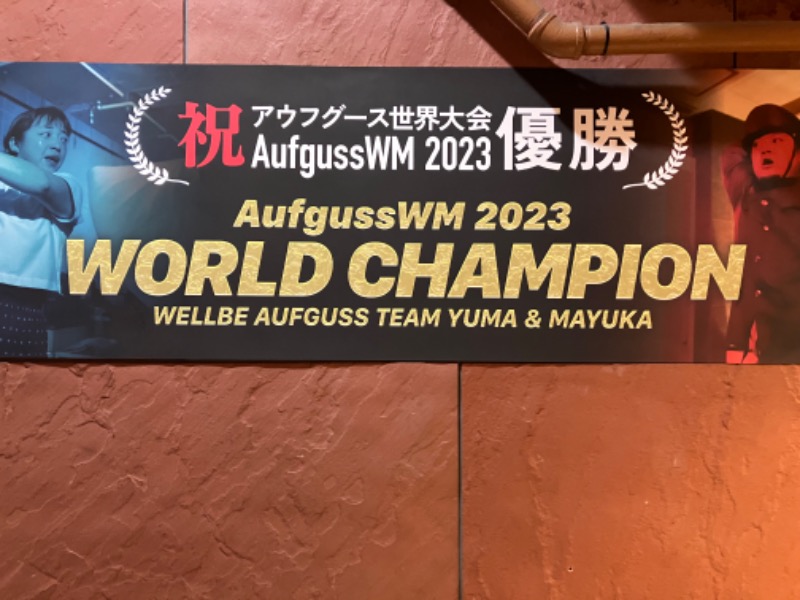 祝 アウフグース世界大会 優勝
AufgussWM 2023
AufgussWM 2023
WORLD CHAMPION
WELLBE AUFGUSS TEAM YUMA & MAYUKA